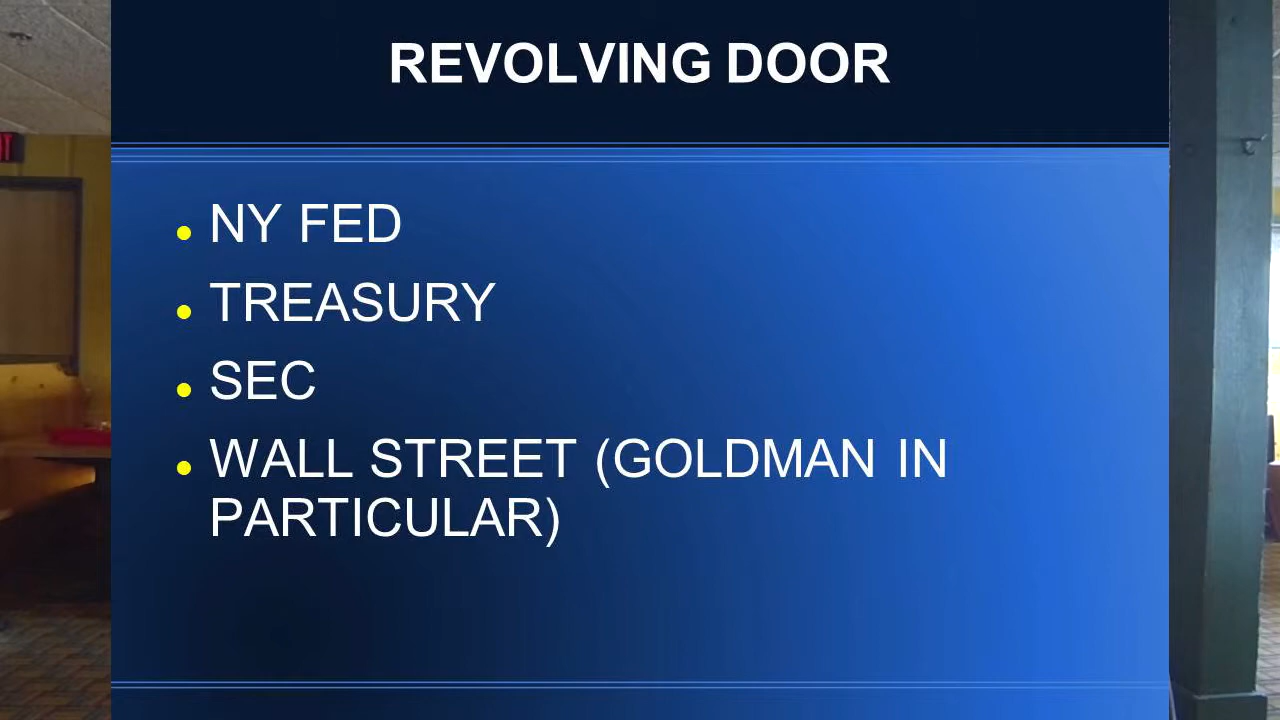 REVOLVING DOOR
NY FED
TREASURY
SEC
WALL STREET (GOLDMAN IN
PARTICULAR)